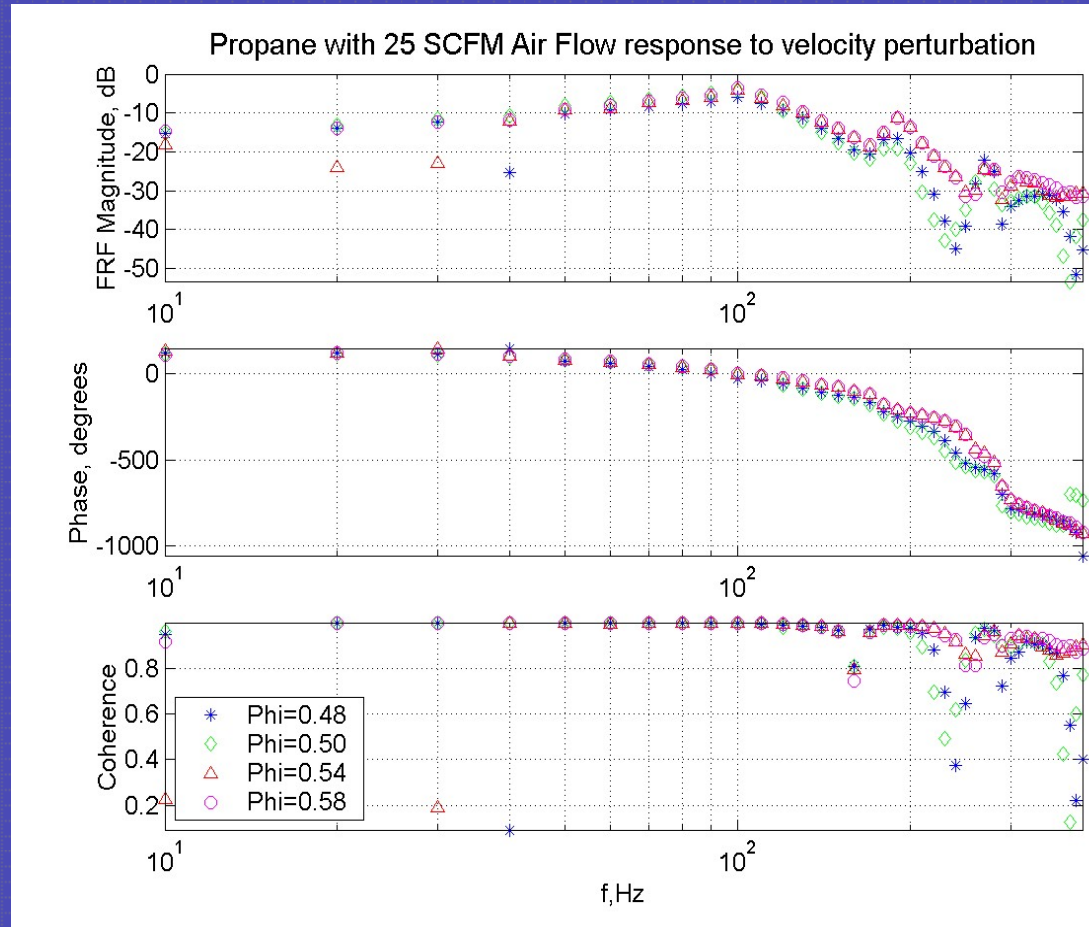 Propane with 25 SCFM Air Flow response to velocity perturbation
FRF Magnitude, dB
0
-10
-20
-30
-40
-50
10^1
10^2
Phase, degrees
0
-500
-1000
10^1
10^2
Coherence
0.8
0.6
0.4
0.2
Phi=0.48
Phi=0.50
Phi=0.54
Phi=0.58
10^1
10^2
f,Hz